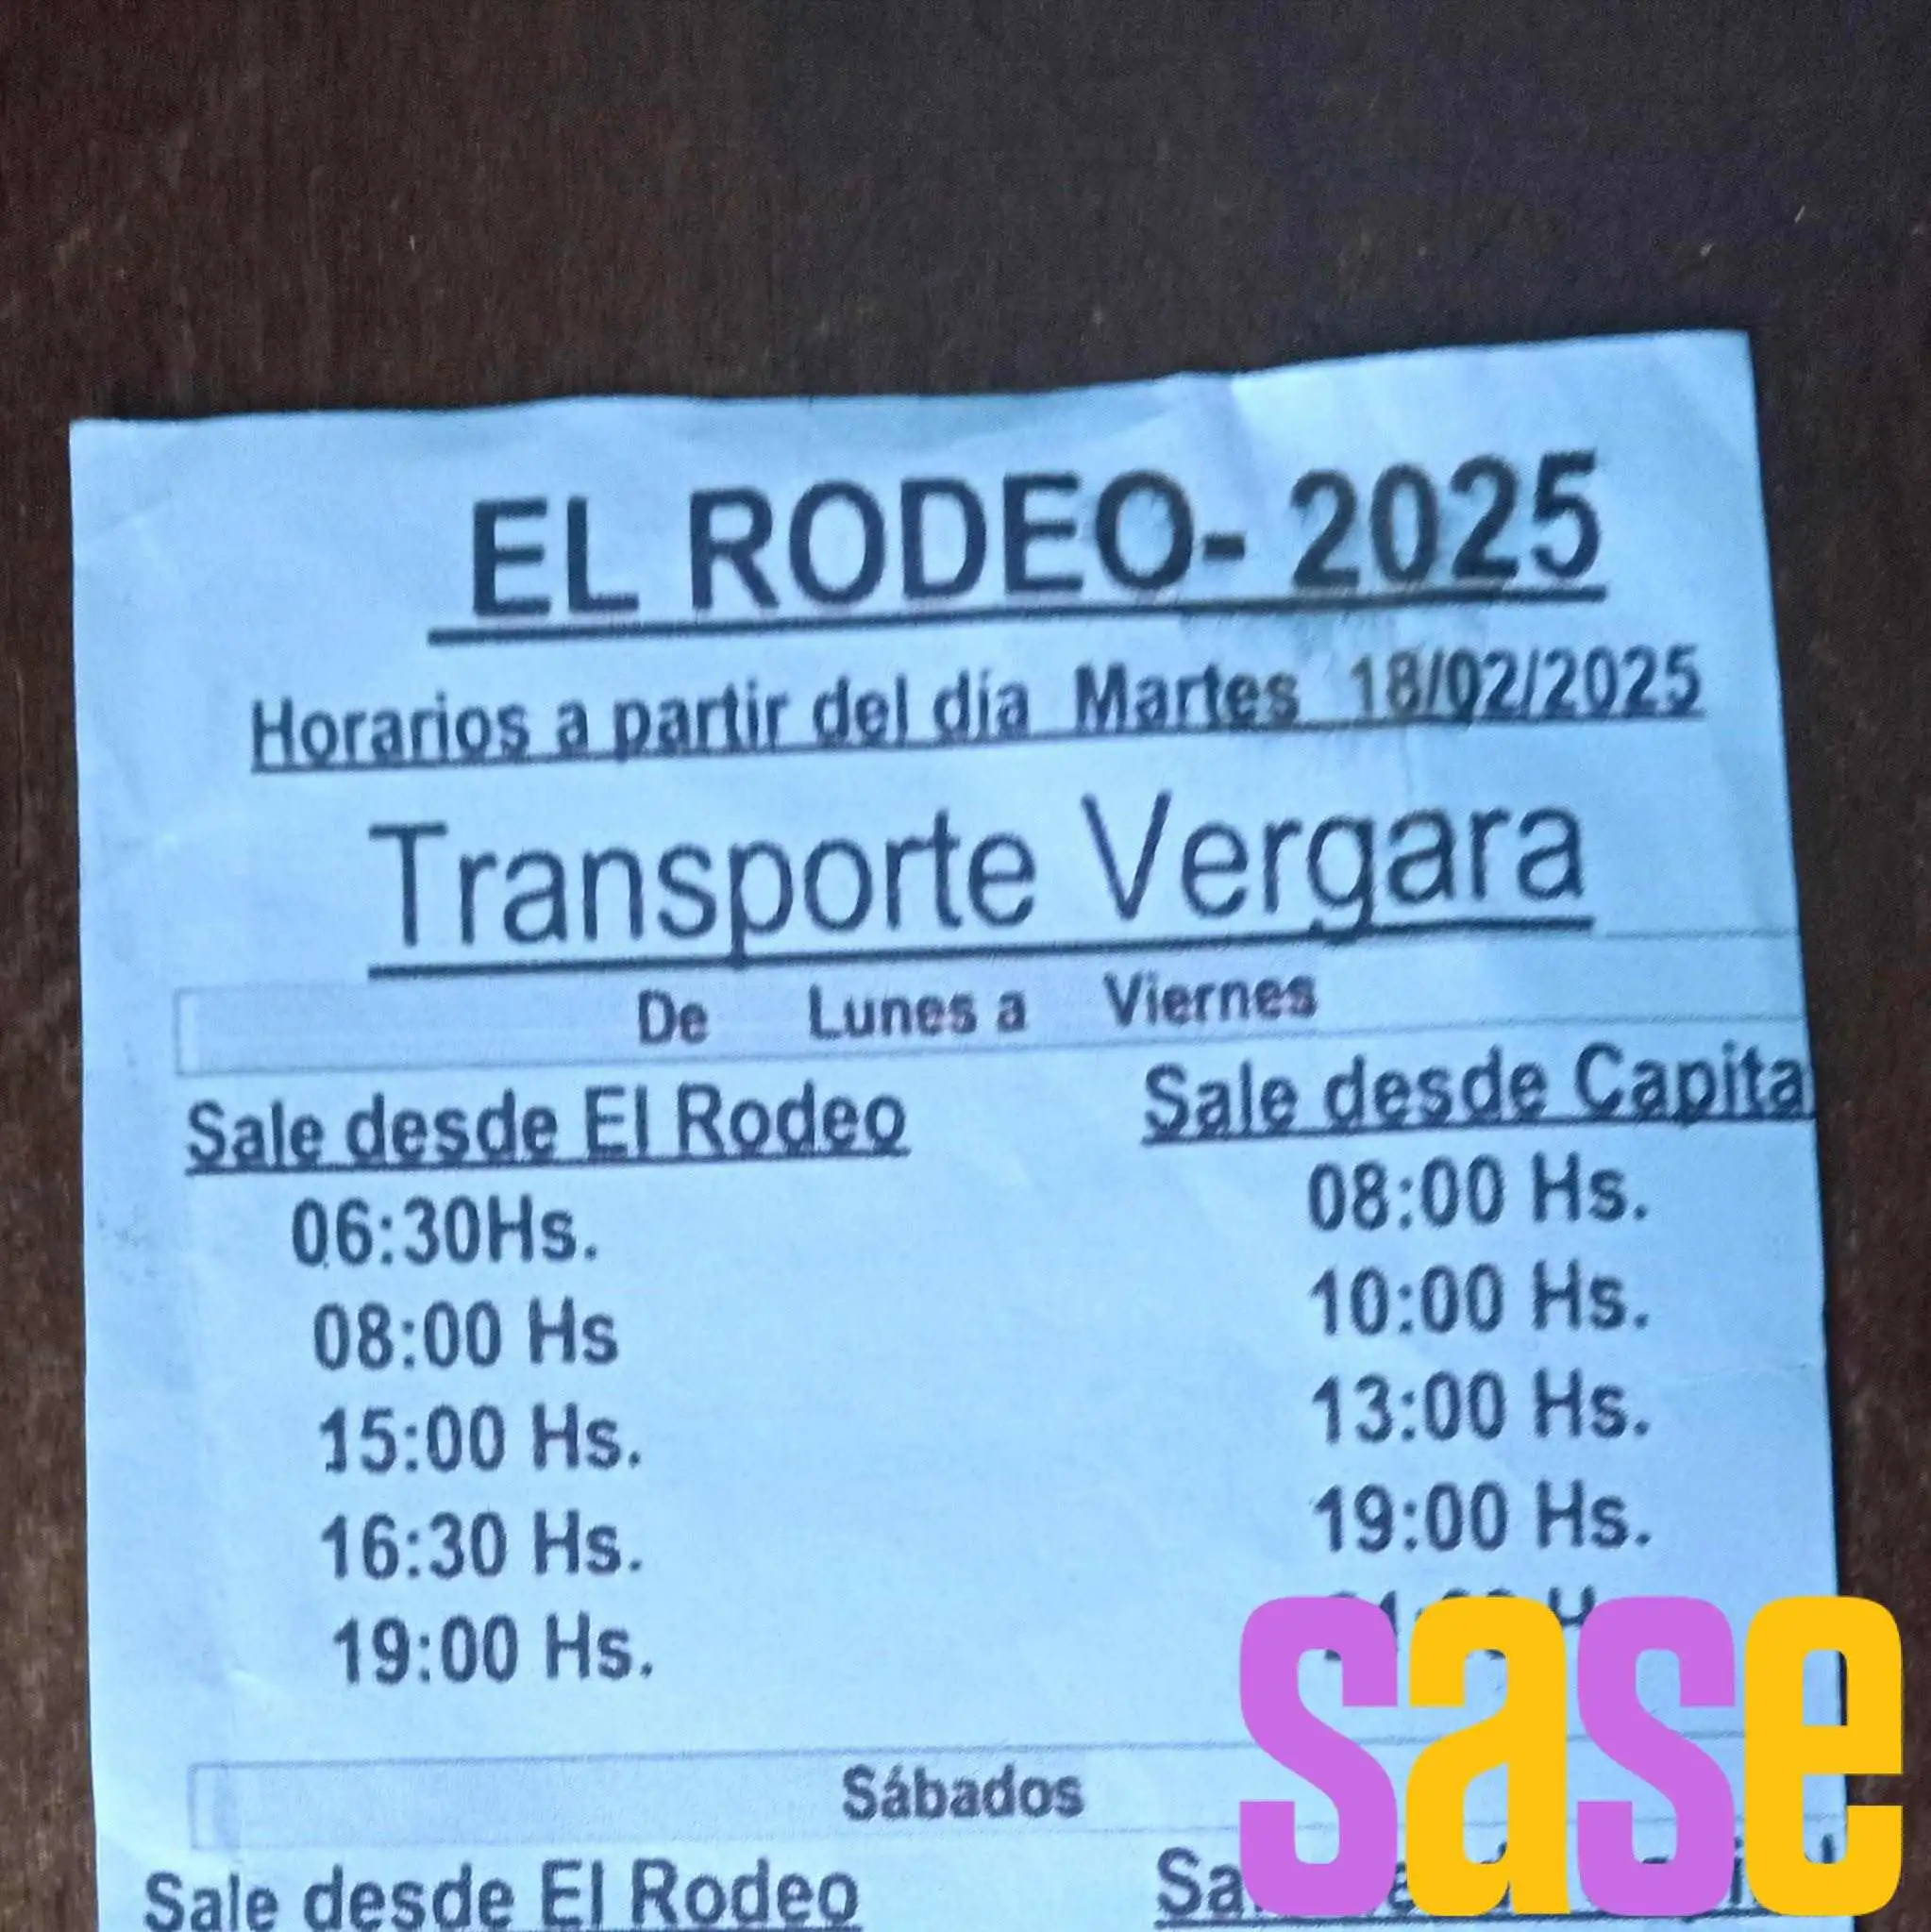 EL RODEO- 2025
Horarios a partir del día Martes 18/02/2025
Transporte Vergara
De Lunes a Viernes
Sale desde El Rodeo
06:30Hs.
08:00 Hs
15:00 Hs.
16:30 Hs.
19:00 Hs.
Sale desde Capita
08:00 Hs.
10:00 Hs.
13:00 Hs.
19:00 Hs.
Sábados
Sale desde El Rodeo
sase